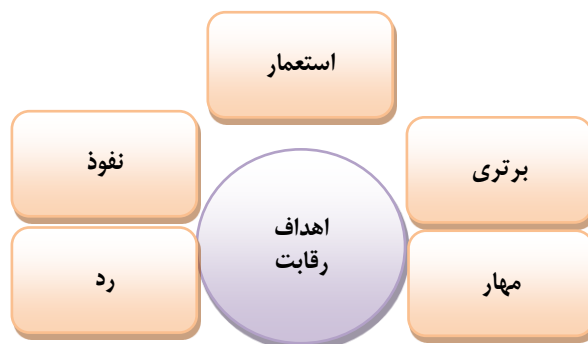 استعمار
برتری
نفوذ
اهداف
رقابت
مهار
رد